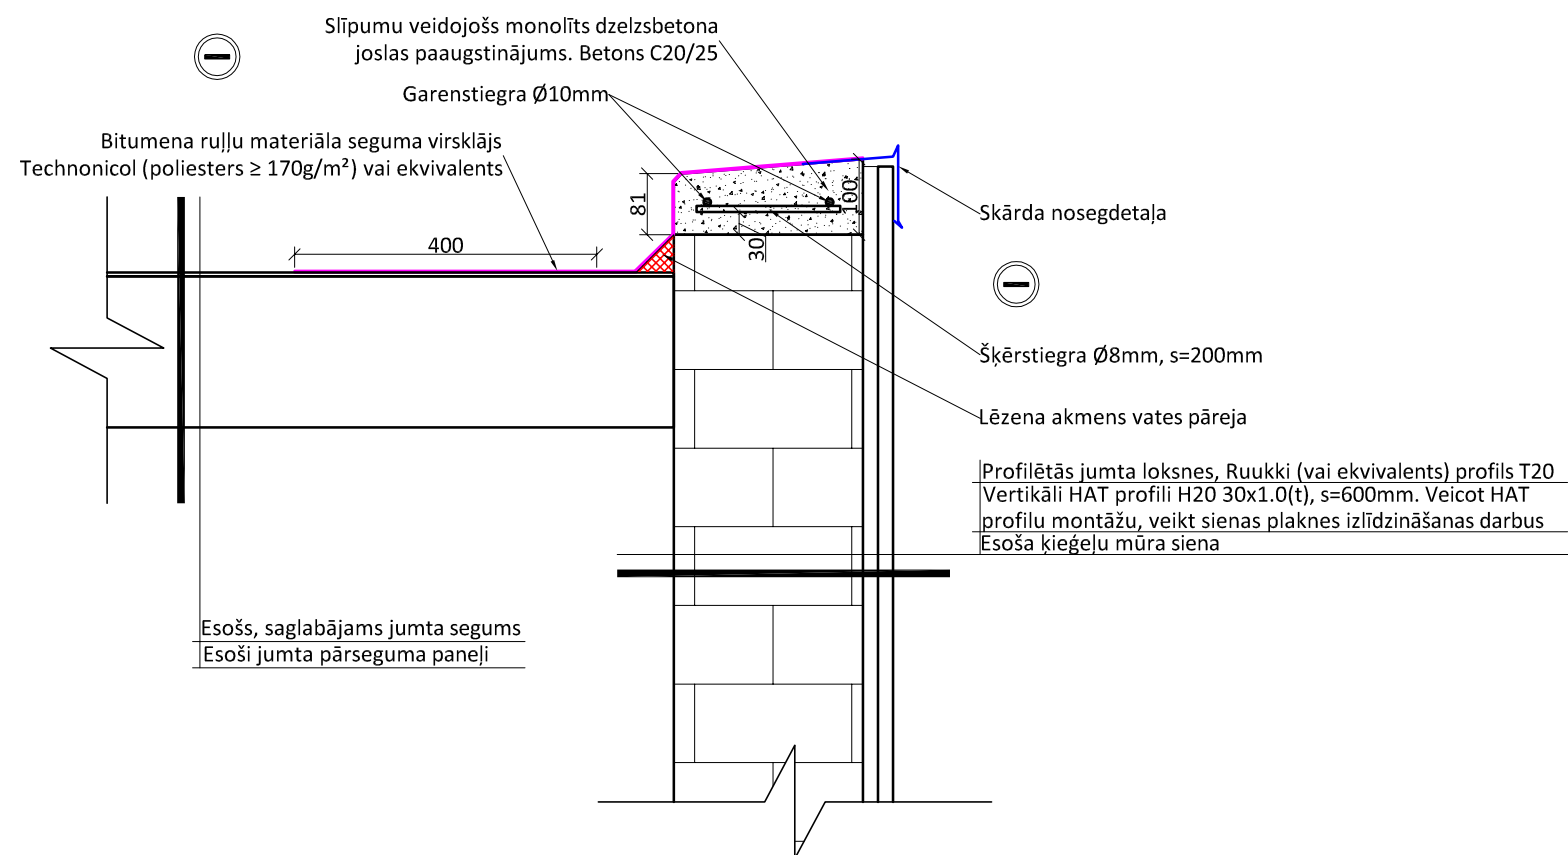 Slīpumu veidojošs monolīts dzelzsbetona
joslas paaugstinājums. Betons C20/25
Garenstiegra Ø10mm
Bitumena ruļļu materiāla seguma virsklājs
Technonicol (poliesters ≥ 170g/m²) vai ekvivalents
81
100
30
400
Skārda nosegdetaļa
Šķērstiegra Ø8mm, s=200mm
Lēzena akmens vates pāreja
Profilētās jumta loksnes, Ruukki (vai ekvivalents) profils T20
Vertikāli HAT profili H20 30x1.0(t), s=600mm. Veicot HAT
profilu montāžu, veikt sienas plaknes izlīdzināšanas darbus
Esoša ķieģeļu mūra siena
Esošs, saglabājams jumta segums
Esoši jumta pārseguma paneļi